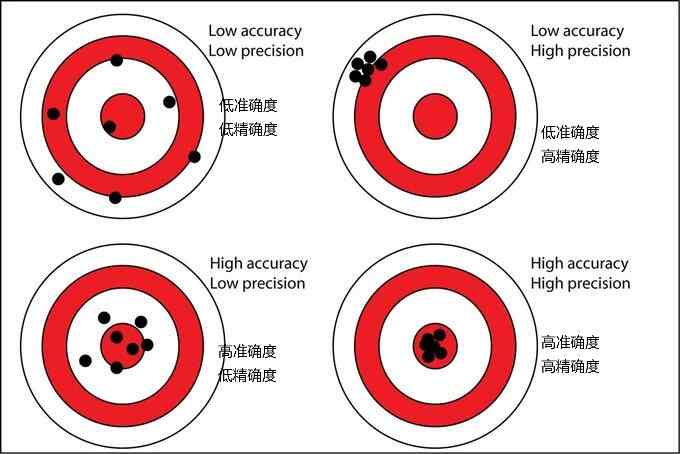 Low accuracy
Low precision
低准确度
低精确度
Low accuracy
High precision
低准确度
高精确度
High accuracy
Low precision
高准确度
低精确度
High accuracy
High precision
高准确度
高精确度